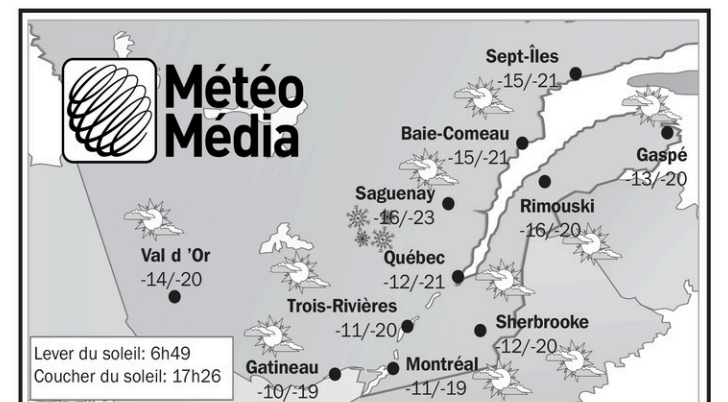 Météo
Média
Sept-Îles
-15/-21
Baie-Comeau
-15/-21
Gaspé
-13/-20
Saguenay
-16/-23
Rimouski
-16/-20
Val d 'Or
-14/-20
Québec
-12/-21
Trois-Rivières
-11/-20
Sherbrooke
-12/-20
Lever du soleil: 6h49
Coucher du soleil: 17h26
Gatineau
-10/-19
Montréal
-11/-19